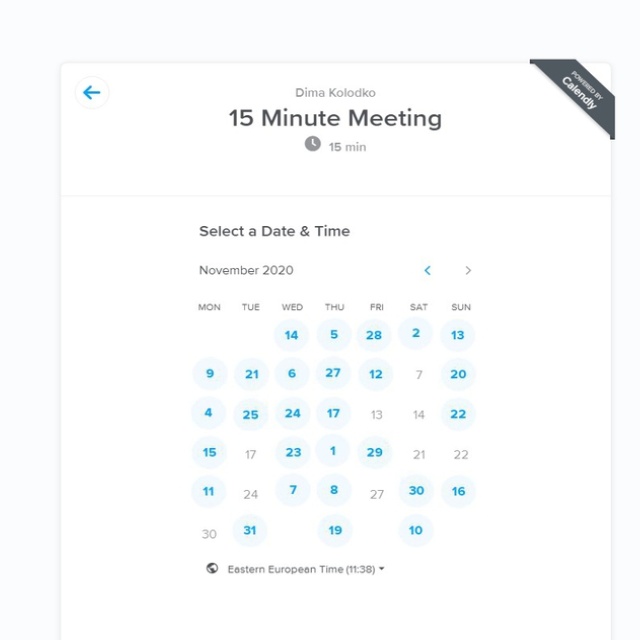 POWERED BY
Calendly
Dima Kolodko
15 Minute Meeting
15 min
Select a Date & Time
November 2020
MON TUE WED THU FRI SAT SUN
14 5 28 2 13
9 21 6 27 12 7 20
4 25 24 17 13 14 22
15 17 23 1 29 21 22
11 24 7 8 27 30 16
30 31 19 10
Eastern European Time (11:38)